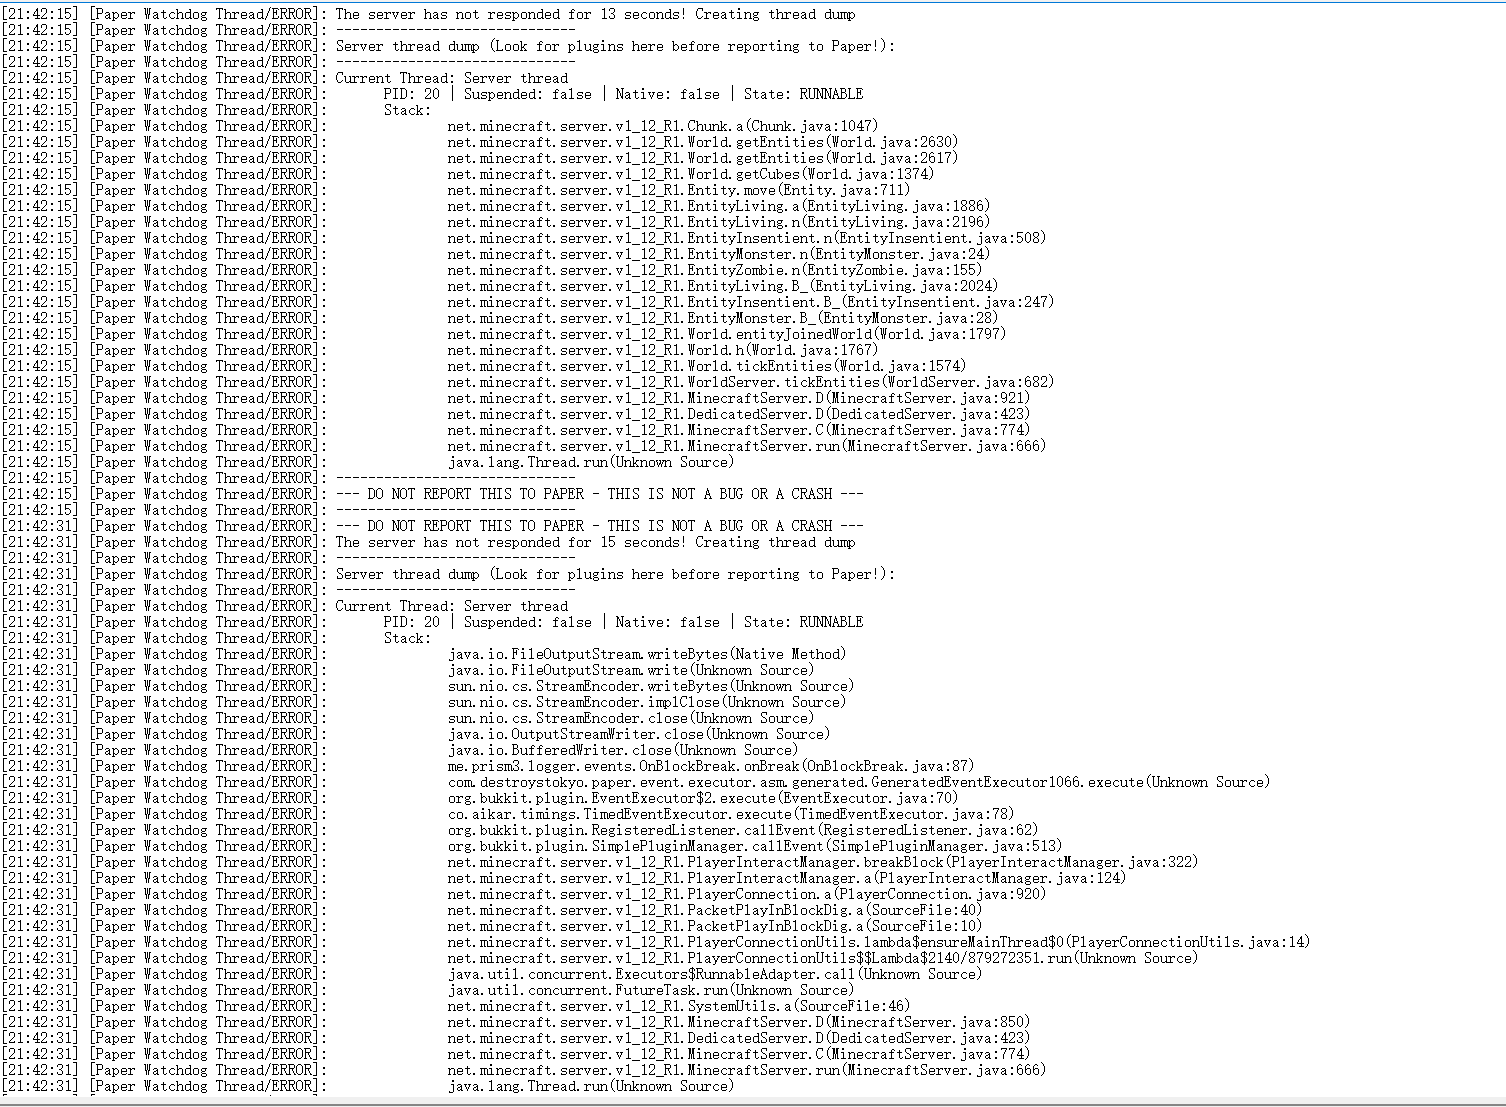 [21:42:15] [Paper Watchdog Thread/ERROR]: The server has not responded for 13 seconds! Creating thread dump
[21:42:15] [Paper Watchdog Thread/ERROR]: ------------------------------
[21:42:15] [Paper Watchdog Thread/ERROR]: Server thread dump (Look for plugins here before reporting to Paper!):
[21:42:15] [Paper Watchdog Thread/ERROR]: ------------------------------
[21:42:15] [Paper Watchdog Thread/ERROR]: Current Thread: Server thread
[21:42:15] [Paper Watchdog Thread/ERROR]: PID: 20 | Suspended: false | Native: false | State: RUNNABLE
[21:42:15] [Paper Watchdog Thread/ERROR]: Stack:
[21:42:15] [Paper Watchdog Thread/ERROR]: net.minecraft.server.v1_12_R1.Chunk.a(Chunk.java:1047)
[21:42:15] [Paper Watchdog Thread/ERROR]: net.minecraft.server.v1_12_R1.World.getEntities(World.java:2630)
[21:42:15] [Paper Watchdog Thread/ERROR]: net.minecraft.server.v1_12_R1.World.getEntities(World.java:2617)
[21:42:15] [Paper Watchdog Thread/ERROR]: net.minecraft.server.v1_12_R1.World.getCubes(World.java:1374)
[21:42:15] [Paper Watchdog Thread/ERROR]: net.minecraft.server.v1_12_R1.Entity.move(Entity.java:711)
[21:42:15] [Paper Watchdog Thread/ERROR]: net.minecraft.server.v1_12_R1.EntityLiving.a(EntityLiving.java:1886)
[21:42:15] [Paper Watchdog Thread/ERROR]: net.minecraft.server.v1_12_R1.EntityLiving.n(EntityLiving.java:2196)
[21:42:15] [Paper Watchdog Thread/ERROR]: net.minecraft.server.v1_12_R1.EntityInsentient.n(EntityInsentient.java:508)
[21:42:15] [Paper Watchdog Thread/ERROR]: net.minecraft.server.v1_12_R1.EntityMonster.n(EntityMonster.java:24)
[21:42:15] [Paper Watchdog Thread/ERROR]: net.minecraft.server.v1_12_R1.EntityZombie.n(EntityZombie.java:155)
[21:42:15] [Paper Watchdog Thread/ERROR]: net.minecraft.server.v1_12_R1.EntityLiving.B_(EntityLiving.java:2024)
[21:42:15] [Paper Watchdog Thread/ERROR]: net.minecraft.server.v1_12_R1.EntityInsentient.B_(EntityInsentient.java:247)
[21:42:15] [Paper Watchdog Thread/ERROR]: net.minecraft.server.v1_12_R1.EntityMonster.B_(EntityMonster.java:28)
[21:42:15] [Paper Watchdog Thread/ERROR]: net.minecraft.server.v1_12_R1.World.entityJoinedWorld(World.java:1797)
[21:42:15] [Paper Watchdog Thread/ERROR]: net.minecraft.server.v1_12_R1.World.h(World.java:1767)
[21:42:15] [Paper Watchdog Thread/ERROR]: net.minecraft.server.v1_12_R1.World.tickEntities(World.java:1574)
[21:42:15] [Paper Watchdog Thread/ERROR]: net.minecraft.server.v1_12_R1.WorldServer.tickEntities(WorldServer.java:682)
[21:42:15] [Paper Watchdog Thread/ERROR]: net.minecraft.server.v1_12_R1.MinecraftServer.D(MinecraftServer.java:921)
[21:42:15] [Paper Watchdog Thread/ERROR]: net.minecraft.server.v1_12_R1.DedicatedServer.D(DedicatedServer.java:423)
[21:42:15] [Paper Watchdog Thread/ERROR]: net.minecraft.server.v1_12_R1.MinecraftServer.C(MinecraftServer.java:774)
[21:42:15] [Paper Watchdog Thread/ERROR]: net.minecraft.server.v1_12_R1.MinecraftServer.run(MinecraftServer.java:666)
[21:42:15] [Paper Watchdog Thread/ERROR]: java.lang.Thread.run(Unknown Source)
[21:42:15] [Paper Watchdog Thread/ERROR]: ------------------------------
[21:42:15] [Paper Watchdog Thread/ERROR]: --- DO NOT REPORT THIS TO PAPER - THIS IS NOT A BUG OR A CRASH ---
[21:42:15] [Paper Watchdog Thread/ERROR]: ------------------------------
[21:42:31] [Paper Watchdog Thread/ERROR]: --- DO NOT REPORT THIS TO PAPER - THIS IS NOT A BUG OR A CRASH ---
[21:42:31] [Paper Watchdog Thread/ERROR]: The server has not responded for 15 seconds! Creating thread dump
[21:42:31] [Paper Watchdog Thread/ERROR]: ------------------------------
[21:42:31] [Paper Watchdog Thread/ERROR]: Server thread dump (Look for plugins here before reporting to Paper!):
[21:42:31] [Paper Watchdog Thread/ERROR]: ------------------------------
[21:42:31] [Paper Watchdog Thread/ERROR]: Current Thread: Server thread
[21:42:31] [Paper Watchdog Thread/ERROR]: PID: 20 | Suspended: false | Native: false | State: RUNNABLE
[21:42:31] [Paper Watchdog Thread/ERROR]: Stack:
[21:42:31] [Paper Watchdog Thread/ERROR]: java.io.FileOutputStream.writeBytes(Native Method)
[21:42:31] [Paper Watchdog Thread/ERROR]: java.io.FileOutputStream.write(Unknown Source)
[21:42:31] [Paper Watchdog Thread/ERROR]: sun.nio.cs.StreamEncoder.writeBytes(Unknown Source)
[21:42:31] [Paper Watchdog Thread/ERROR]: sun.nio.cs.StreamEncoder.implClose(Unknown Source)
[21:42:31] [Paper Watchdog Thread/ERROR]: sun.nio.cs.StreamEncoder.close(Unknown Source)
[21:42:31] [Paper Watchdog Thread/ERROR]: java.io.OutputStreamWriter.close(Unknown Source)
[21:42:31] [Paper Watchdog Thread/ERROR]: java.io.BufferedWriter.close(Unknown Source)
[21:42:31] [Paper Watchdog Thread/ERROR]: me.prism3.logger.events.OnBlockBreak.onBreak(OnBlockBreak.java:87)
[21:42:31] [Paper Watchdog Thread/ERROR]: com.destroystokyo.paper.event.executor.asm.generated.GeneratedEventExecutor1066.execute(Unknown Source)
[21:42:31] [Paper Watchdog Thread/ERROR]: org.bukkit.plugin.EventExecutor$2.execute(EventExecutor.java:70)
[21:42:31] [Paper Watchdog Thread/ERROR]: co.aikar.timings.TimedEventExecutor.execute(TimedEventExecutor.java:78)
[21:42:31] [Paper Watchdog Thread/ERROR]: org.bukkit.plugin.RegisteredListener.callEvent(RegisteredListener.java:62)
[21:42:31] [Paper Watchdog Thread/ERROR]: org.bukkit.plugin.SimplePluginManager.callEvent(SimplePluginManager.java:513)
[21:42:31] [Paper Watchdog Thread/ERROR]: net.minecraft.server.v1_12_R1.PlayerInteractManager.breakBlock(PlayerInteractManager.java:322)
[21:42:31] [Paper Watchdog Thread/ERROR]: net.minecraft.server.v1_12_R1.PlayerInteractManager.a(PlayerInteractManager.java:124)
[21:42:31] [Paper Watchdog Thread/ERROR]: net.minecraft.server.v1_12_R1.PlayerConnection.a(PlayerConnection.java:920)
[21:42:31] [Paper Watchdog Thread/ERROR]: net.minecraft.server.v1_12_R1.PacketPlayInBlockDig.a(SourceFile:40)
[21:42:31] [Paper Watchdog Thread/ERROR]: net.minecraft.server.v1_12_R1.PacketPlayInBlockDig.a(SourceFile:10)
[21:42:31] [Paper Watchdog Thread/ERROR]: net.minecraft.server.v1_12_R1.PlayerConnectionUtils.lambda$ensureMainThread$0(PlayerConnectionUtils.java:14)
[21:42:31] [Paper Watchdog Thread/ERROR]: net.minecraft.server.v1_12_R1.PlayerConnectionUtils$$Lambda$2140/879272351.run(Unknown Source)
[21:42:31] [Paper Watchdog Thread/ERROR]: java.util.concurrent.Executors$RunnableAdapter.call(Unknown Source)
[21:42:31] [Paper Watchdog Thread/ERROR]: java.util.concurrent.FutureTask.run(Unknown Source)
[21:42:31] [Paper Watchdog Thread/ERROR]: net.minecraft.server.v1_12_R1.SystemUtils.a(SourceFile:46)
[21:42:31] [Paper Watchdog Thread/ERROR]: net.minecraft.server.v1_12_R1.MinecraftServer.D(MinecraftServer.java:850)
[21:42:31] [Paper Watchdog Thread/ERROR]: net.minecraft.server.v1_12_R1.DedicatedServer.D(DedicatedServer.java:423)
[21:42:31] [Paper Watchdog Thread/ERROR]: net.minecraft.server.v1_12_R1.MinecraftServer.C(MinecraftServer.java:774)
[21:42:31] [Paper Watchdog Thread/ERROR]: net.minecraft.server.v1_12_R1.MinecraftServer.run(MinecraftServer.java:666)
[21:42:31] [Paper Watchdog Thread/ERROR]: java.lang.Thread.run(Unknown Source)